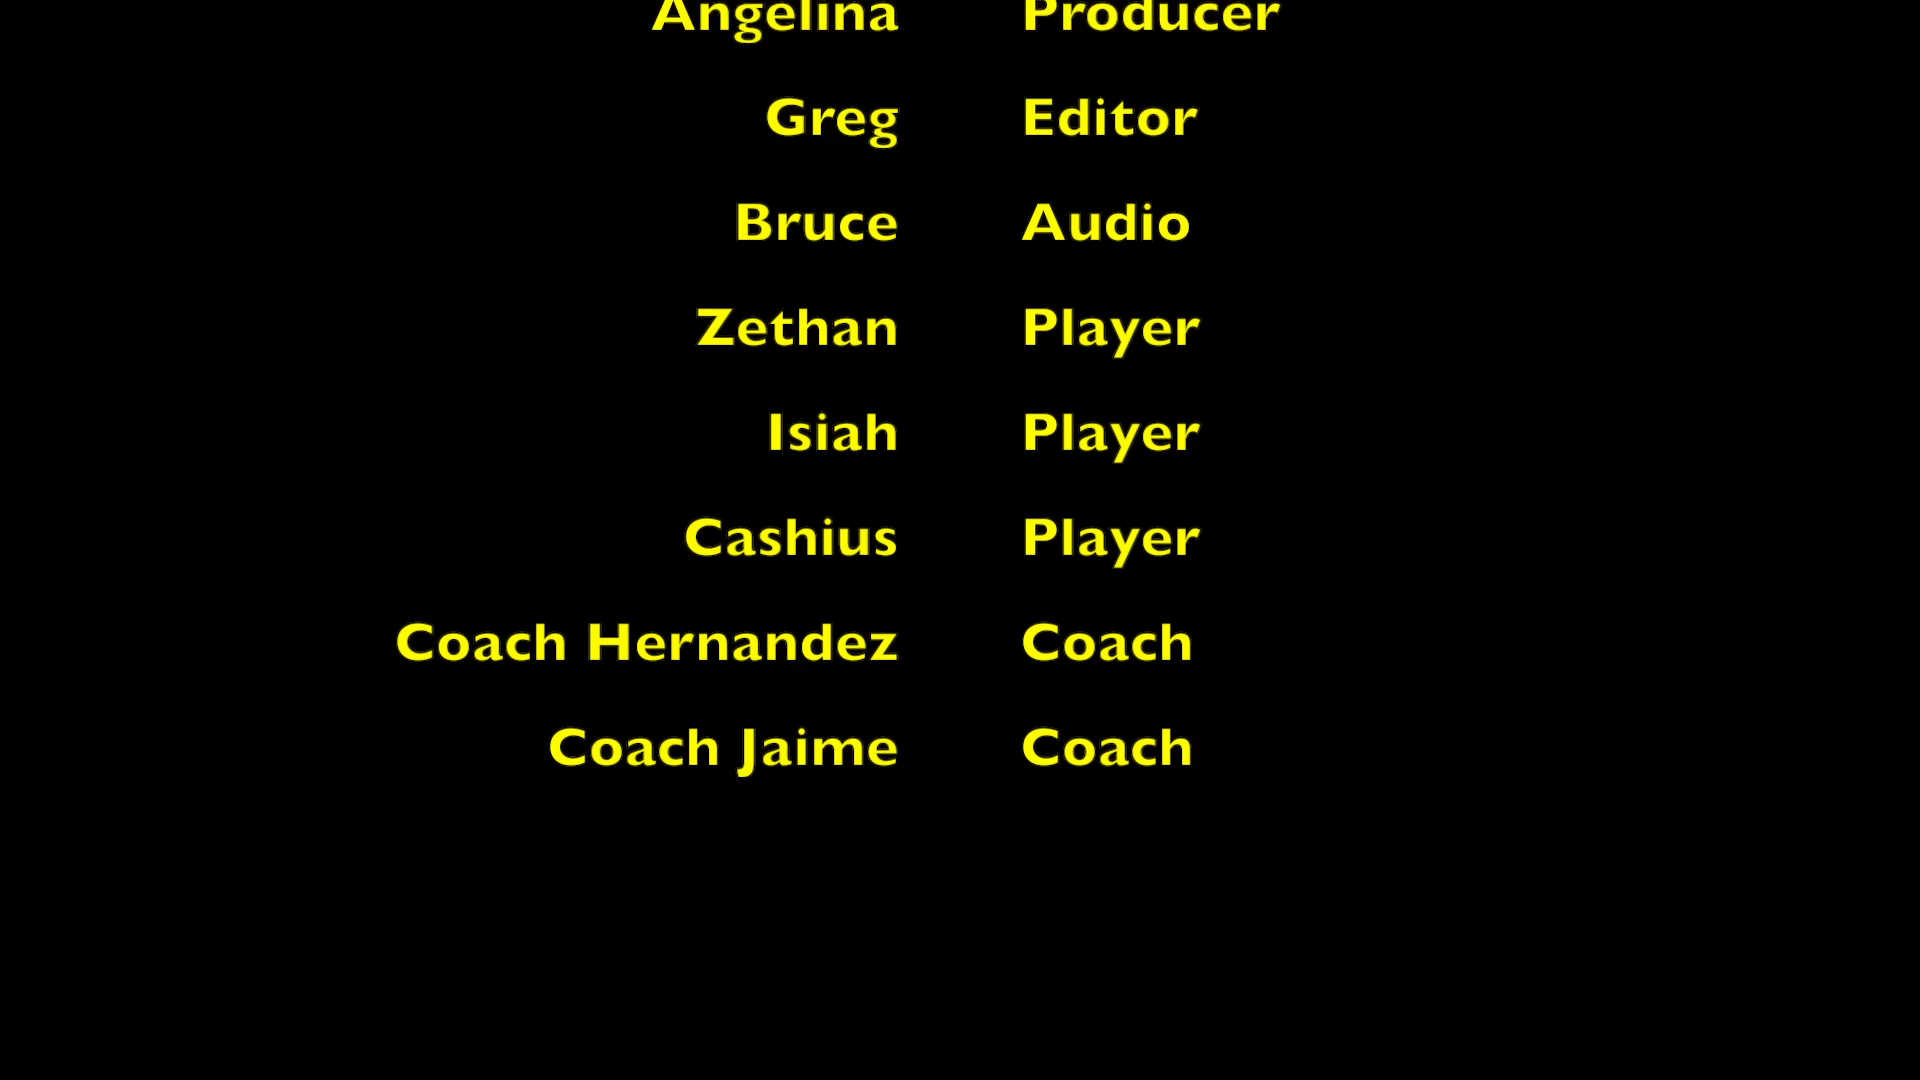 Angelina Producer
Greg Editor
Bruce Audio
Zethan Player
Isiah Player
Cashius Player
Coach Hernandez Coach
Coach Jaime Coach